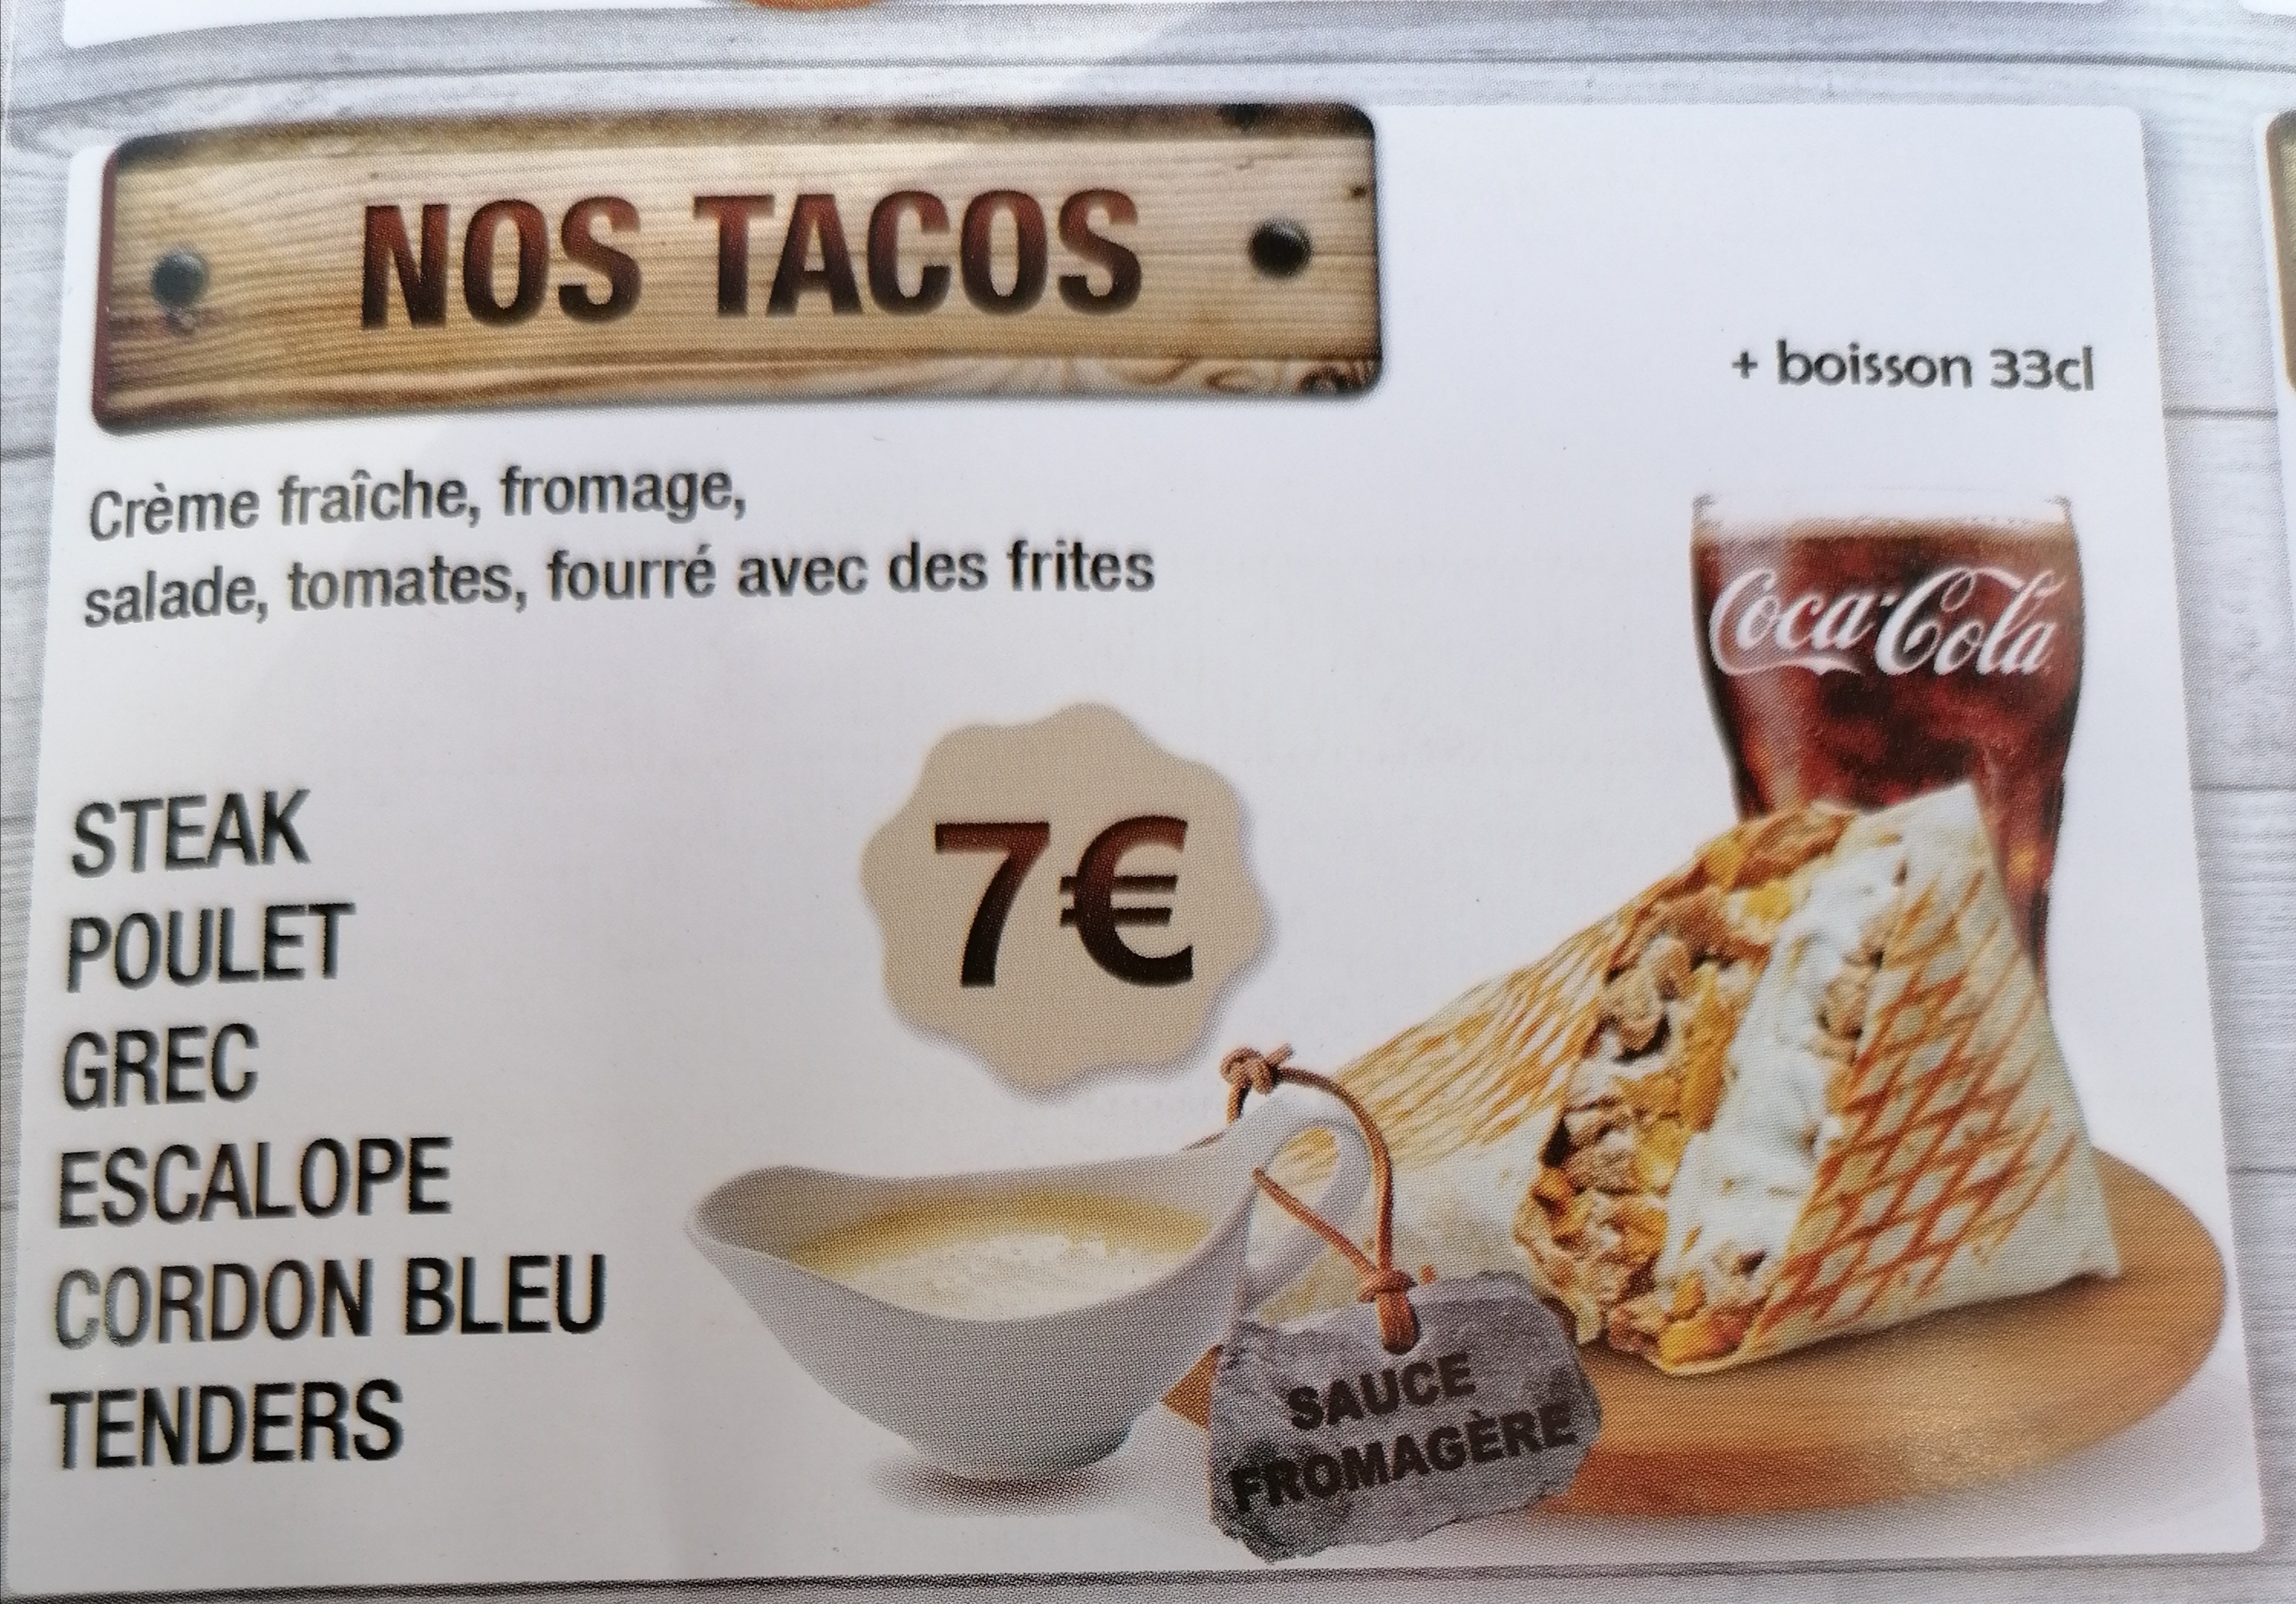 NOS TACOS
+ boisson 33cl
Crème fraîche, fromage,
salade, tomates, fourré avec des frites
Coca-Cola
STEAK
POULET
GREC
ESCALOPE
CORDON BLEU
TENDERS
7€
SAUCE
FROMAGÈRE